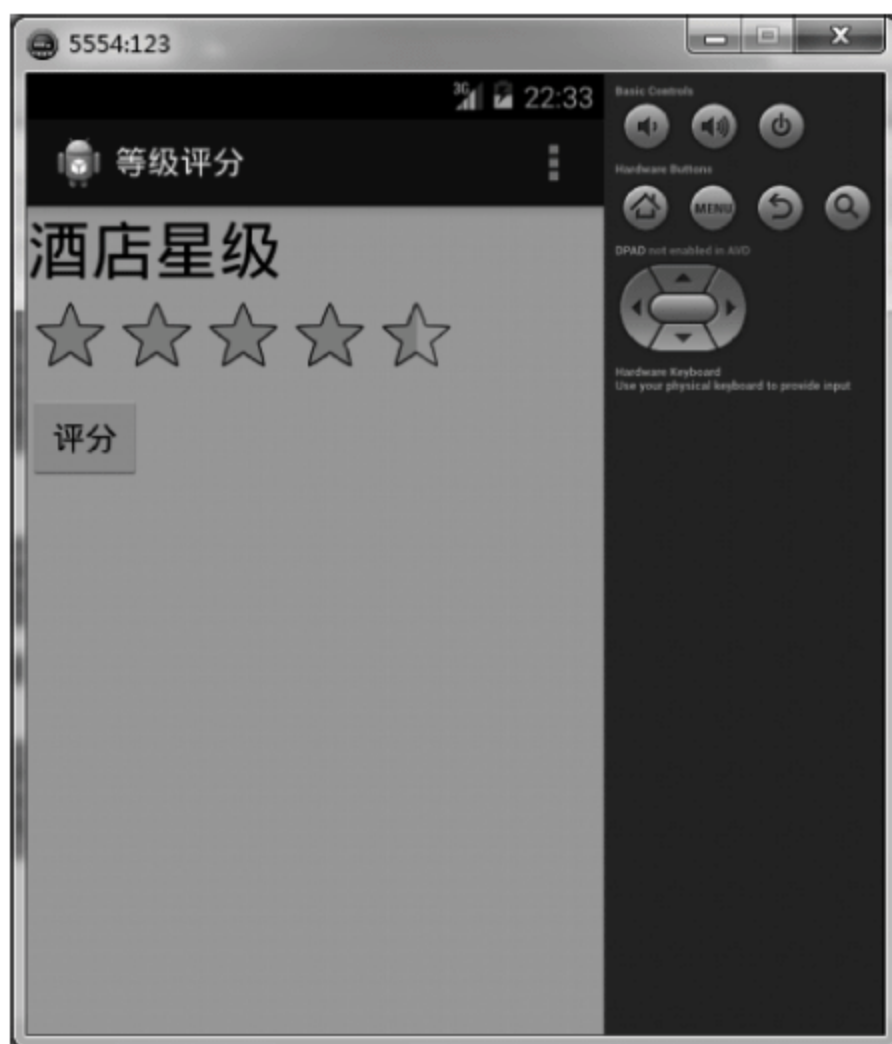 5554:123
3G 22:33
等级评分
酒店星级
评分
Basic Controls
Hardware Buttons
MENU
DPAD not enabled in AVD
Hardware Keyboard
Use your physical keyboard to provide input